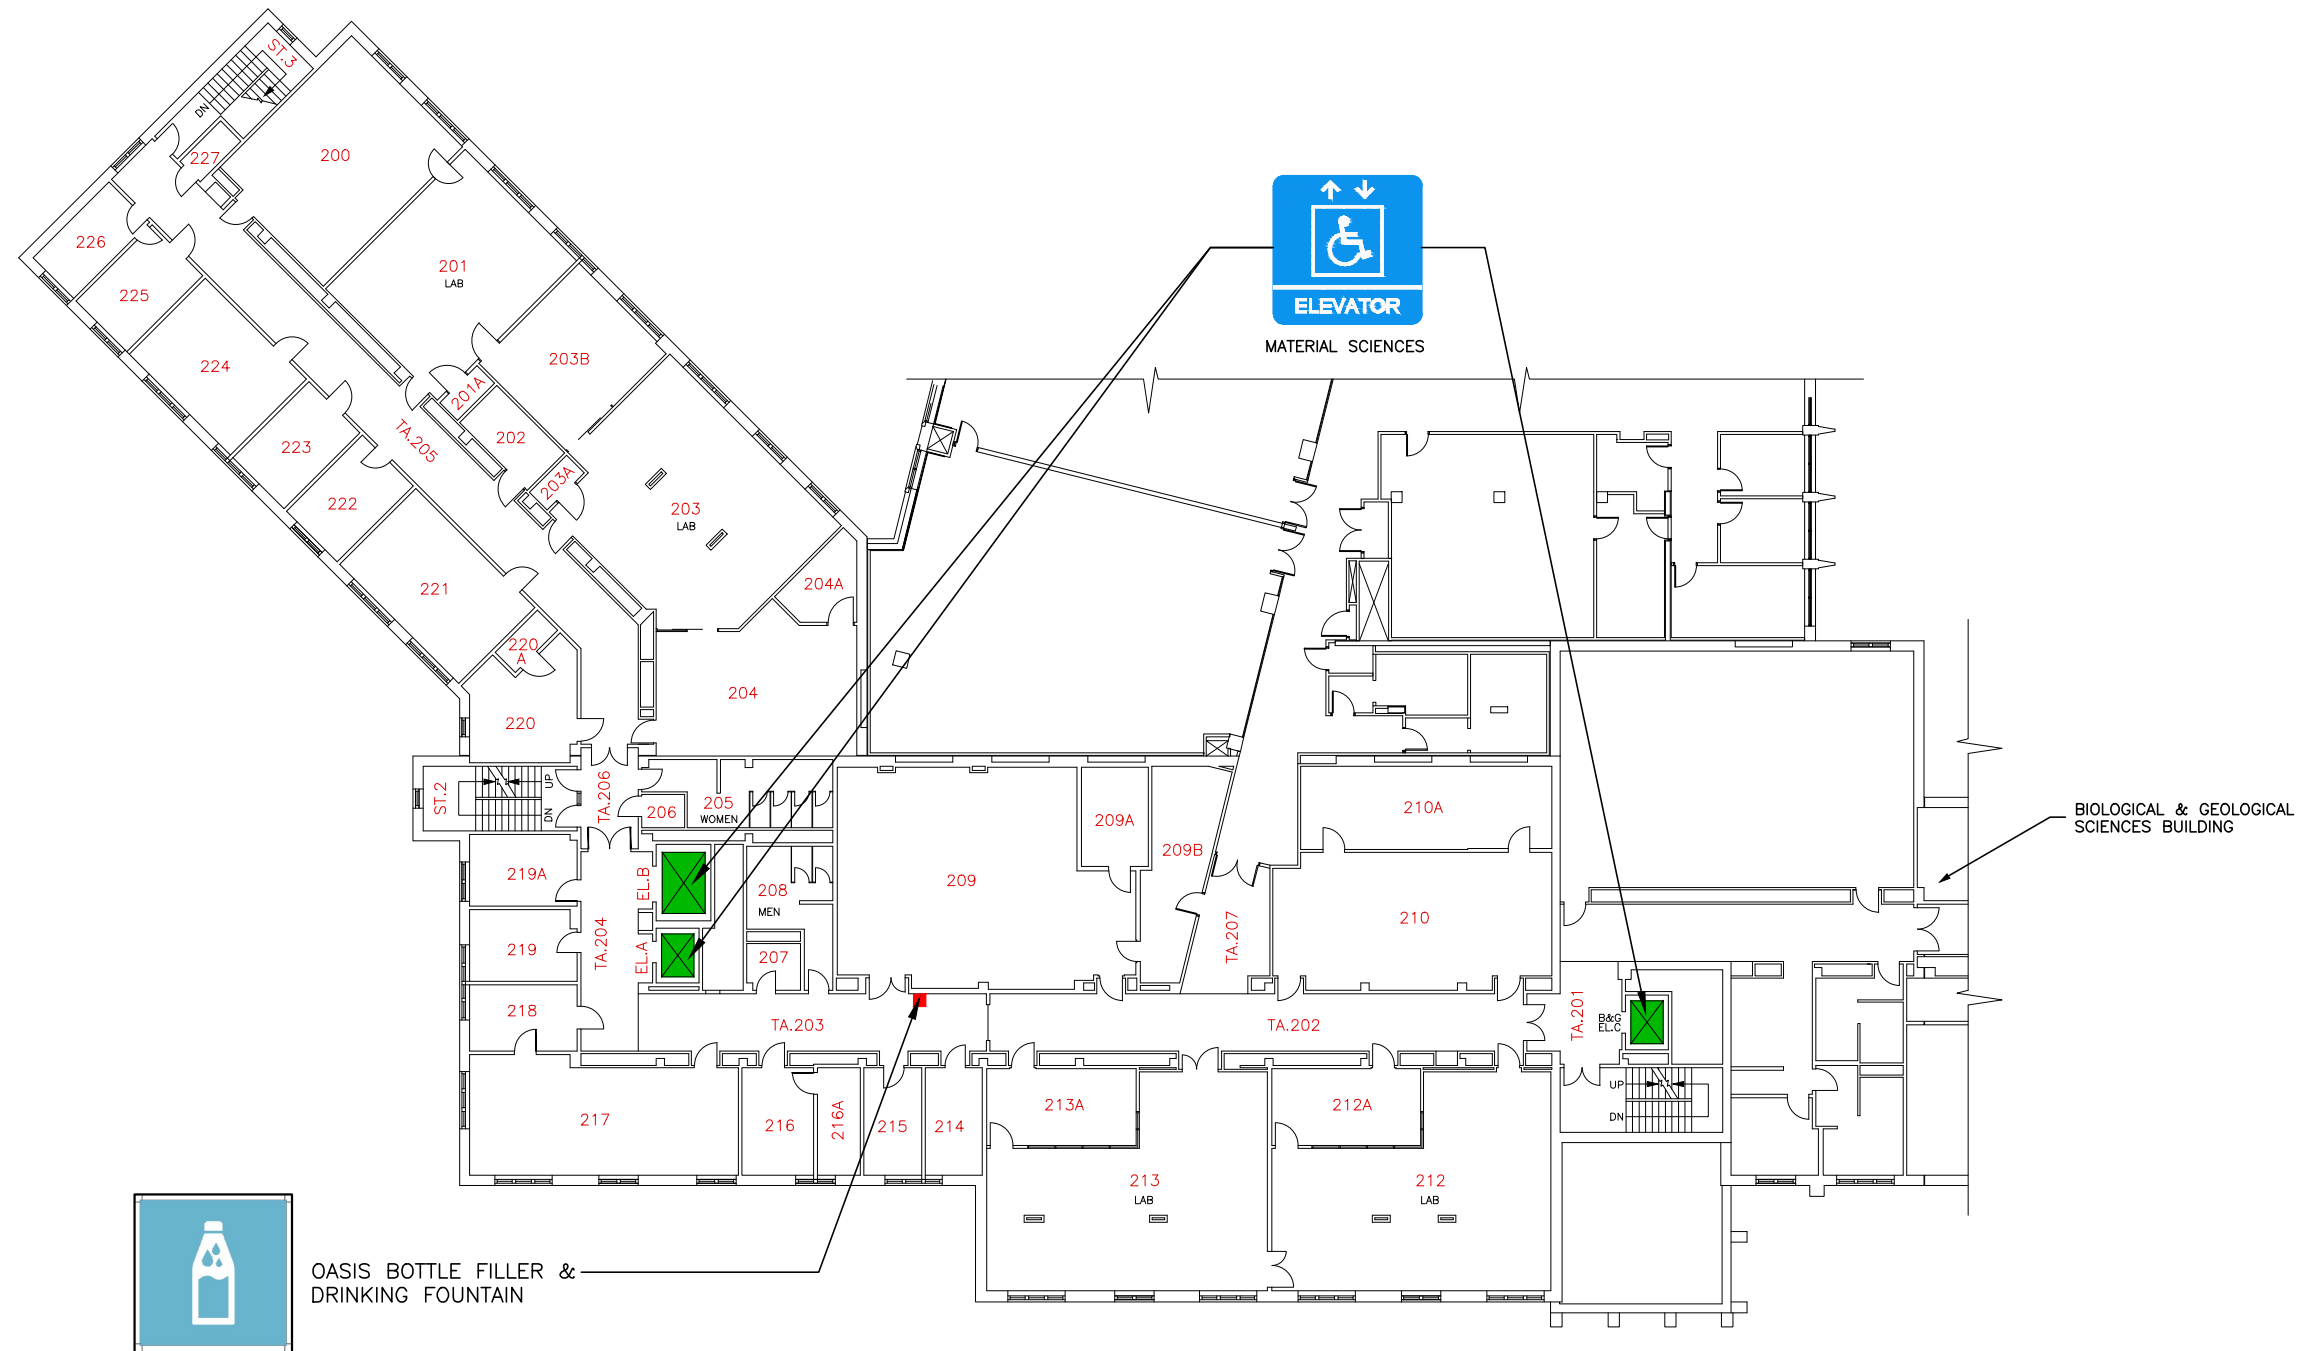 ST.3
DN
227
200
226
201
LAB
225
203B
224
201A
TA.205
202
223
203A
222
203
LAB
221
204A
220
A
220
204
ELEVATOR
MATERIAL SCIENCES
ST.2
UP
DN
TA.206
206
205
WOMEN
219A
EL.B
208
MEN
209
209A
209B
210A
210
219
TA.204
EL.A
207
TA.207
218
TA.203
TA.202
TA.201
B&G
EL.C
BIOLOGICAL & GEOLOGICAL
SCIENCES BUILDING
UP
DN
217
216
216A
215
214
213A
212A
213
LAB
212
LAB
OASIS BOTTLE FILLER &
DRINKING FOUNTAIN